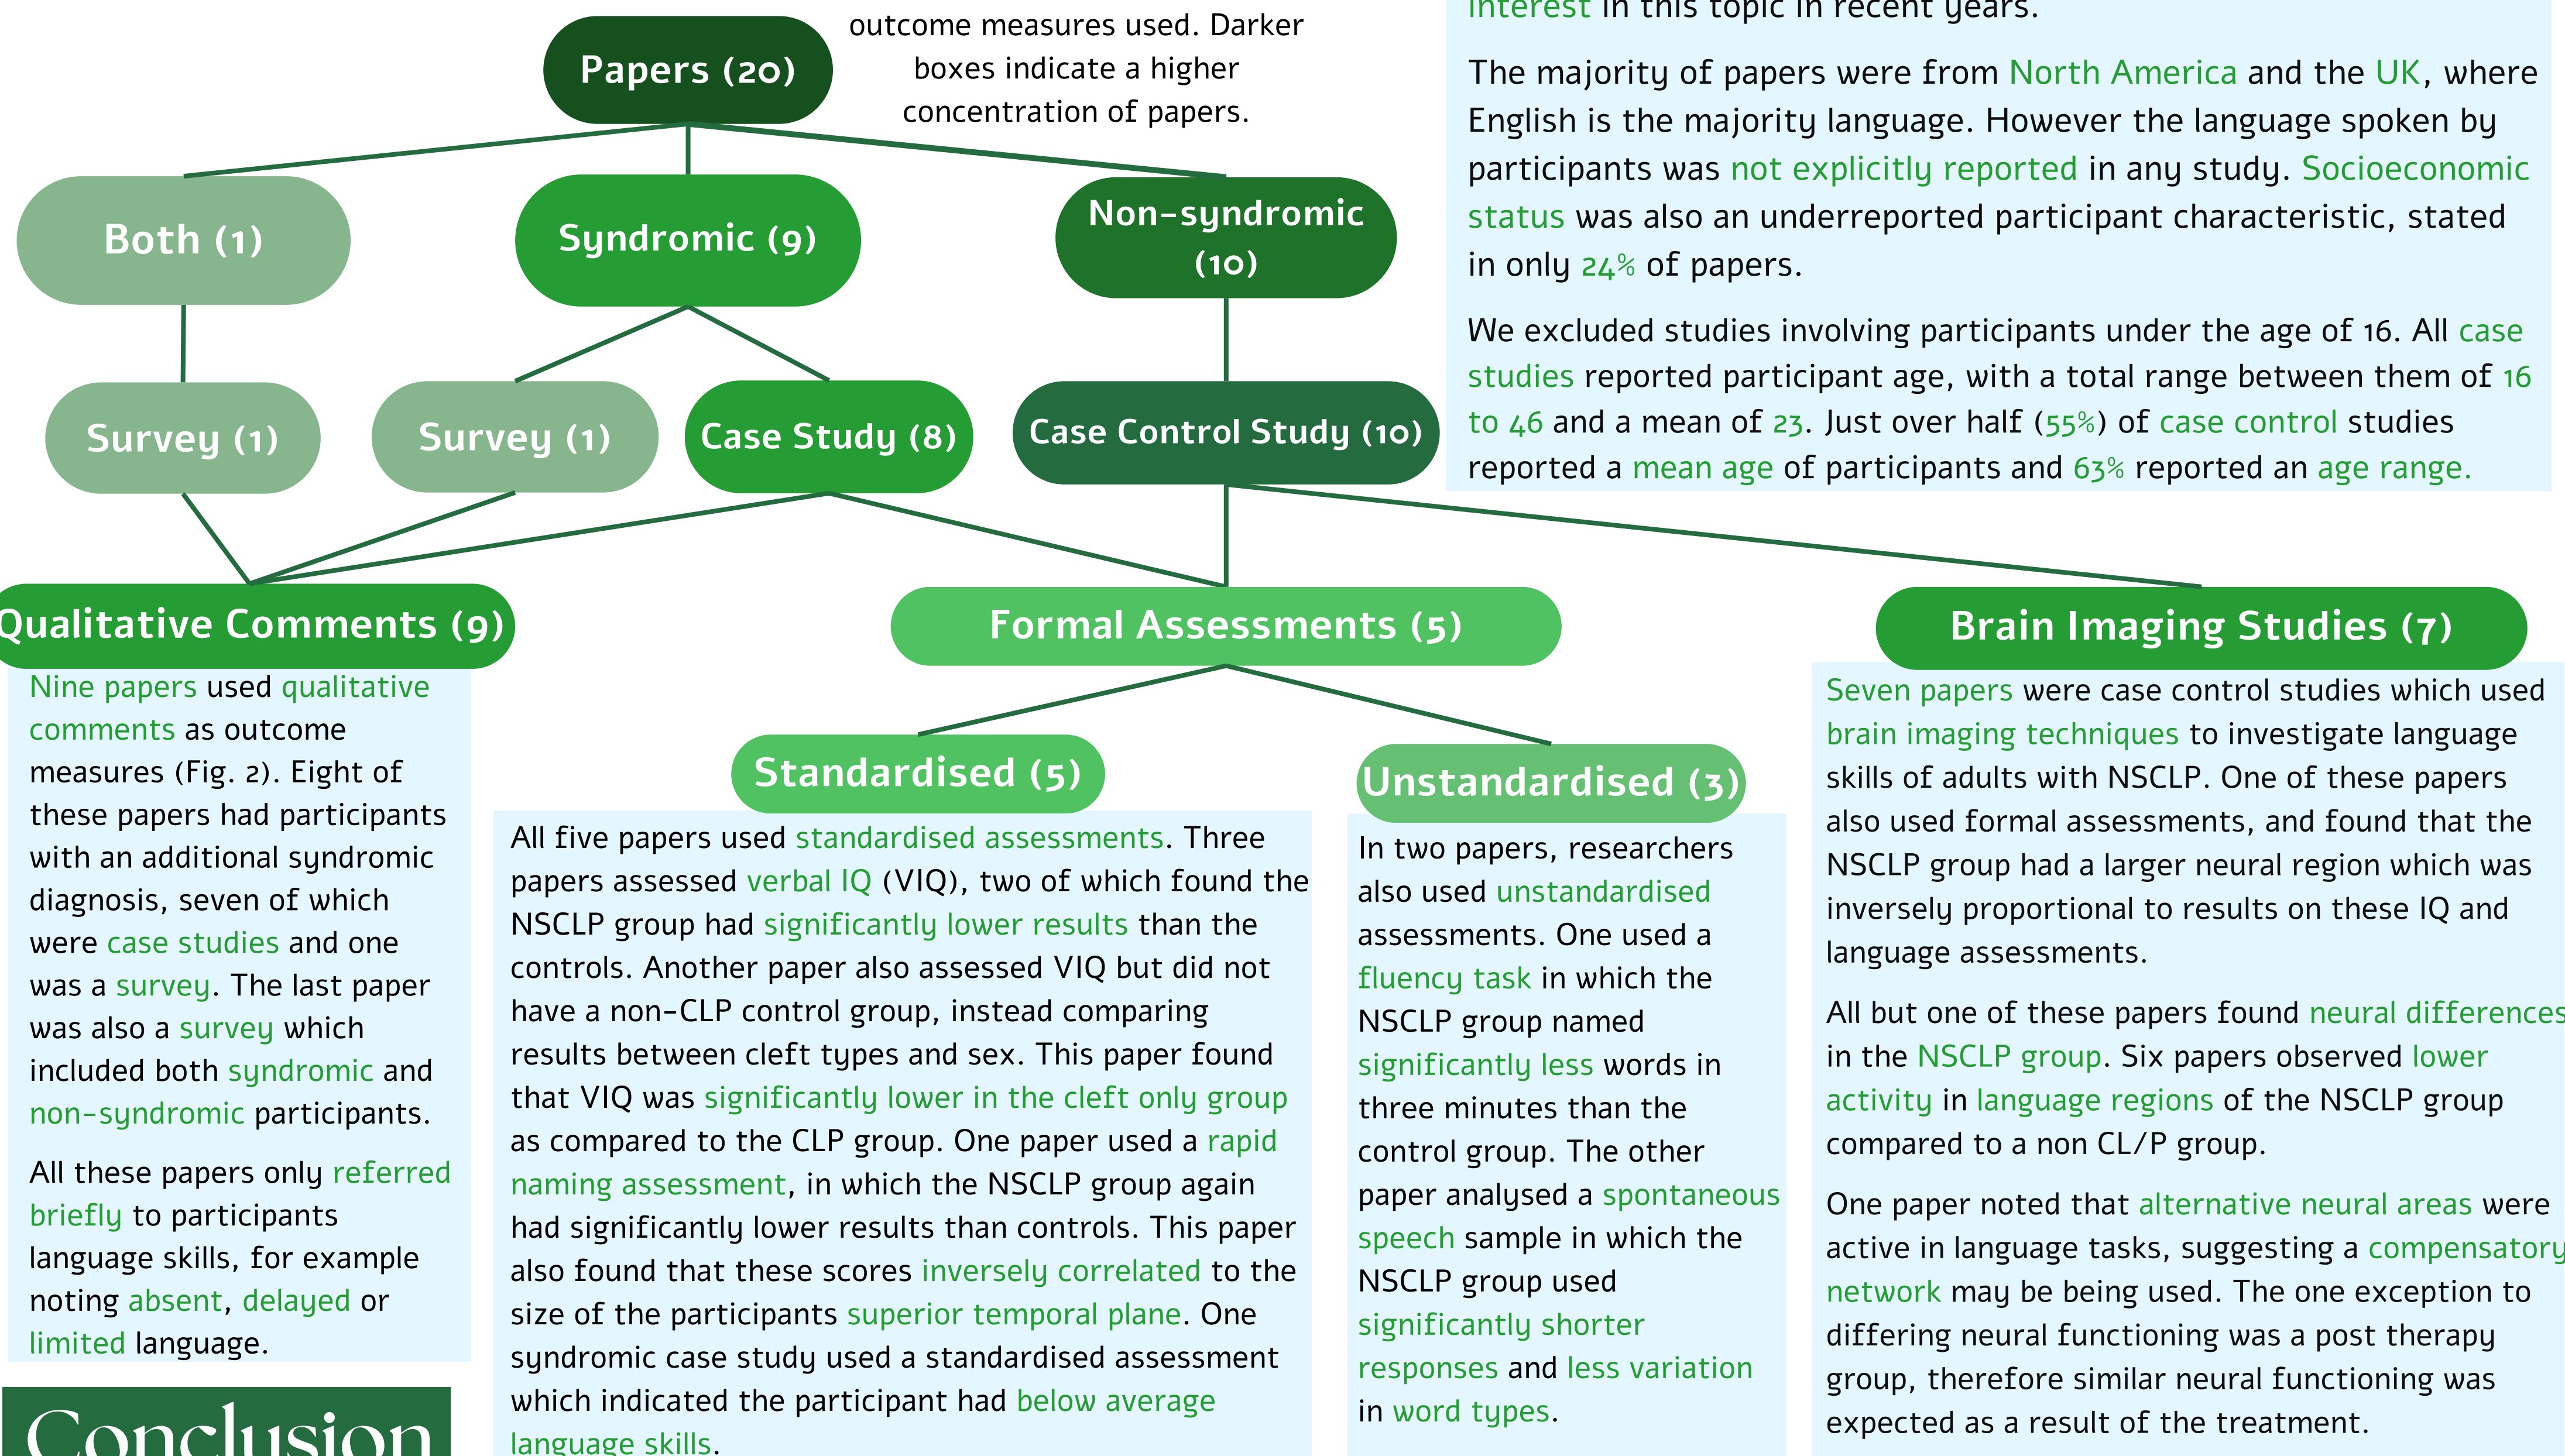 outcome measures used. Darker
boxes indicate a higher
concentration of papers.
Papers (20)
Both (1)
Syndromic (9)
Non-syndromic
(10)
Survey (1)
Survey (1)
Case Study (8)
Case Control Study (10)
interest in this topic in recent years.
The majority of papers were from North America and the UK, where
English is the majority language. However the language spoken by
participants was not explicitly reported in any study. Socioeconomic
status was also an underreported participant characteristic, stated
in only 24% of papers.
We excluded studies involving participants under the age of 16. All case
studies reported participant age, with a total range between them of 16
to 46 and a mean of 23. Just over half (55%) of case control studies
reported a mean age of participants and 63% reported an age range.
Qualitative Comments (9)
Nine papers used qualitative
comments as outcome
measures (Fig. 2). Eight of
these papers had participants
with an additional syndromic
diagnosis, seven of which
were case studies and one
was a survey. The last paper
was also a survey which
included both syndromic and
non-syndromic participants.
All these papers only referred
briefly to participants
language skills, for example
noting absent, delayed or
limited language.
Conclusion
Formal Assessments (5)
Standardised (5)
All five papers used standardised assessments. Three
papers assessed verbal IQ (VIQ), two of which found the
NSCLP group had significantly lower results than the
controls. Another paper also assessed VIQ but did not
have a non-CLP control group, instead comparing
results between cleft types and sex. This paper found
that VIQ was significantly lower in the cleft only group
as compared to the CLP group. One paper used a rapid
naming assessment, in which the NSCLP group again
had significantly lower results than controls. This paper
also found that these scores inversely correlated to the
size of the participants superior temporal plane. One
syndromic case study used a standardised assessment
which indicated the participant had below average
language skills.
Unstandardised (3)
In two papers, researchers
also used unstandardised
assessments. One used a
fluency task in which the
NSCLP group named
significantly less words in
three minutes than the
control group. The other
paper analysed a spontaneous
speech sample in which the
NSCLP group used
significantly shorter
responses and less variation
in word types.
Brain Imaging Studies (7)
Seven papers were case control studies which used
brain imaging techniques to investigate language
skills of adults with NSCLP. One of these papers
also used formal assessments, and found that the
NSCLP group had a larger neural region which was
inversely proportional to results on these IQ and
language assessments.
All but one of these papers found neural differences
in the NSCLP group. Six papers observed lower
activity in language regions of the NSCLP group
compared to a non CL/P group.
One paper noted that alternative neural areas were
active in language tasks, suggesting a compensatory
network may be being used. The one exception to
differing neural functioning was a post therapy
group, therefore similar neural functioning was
expected as a result of the treatment.